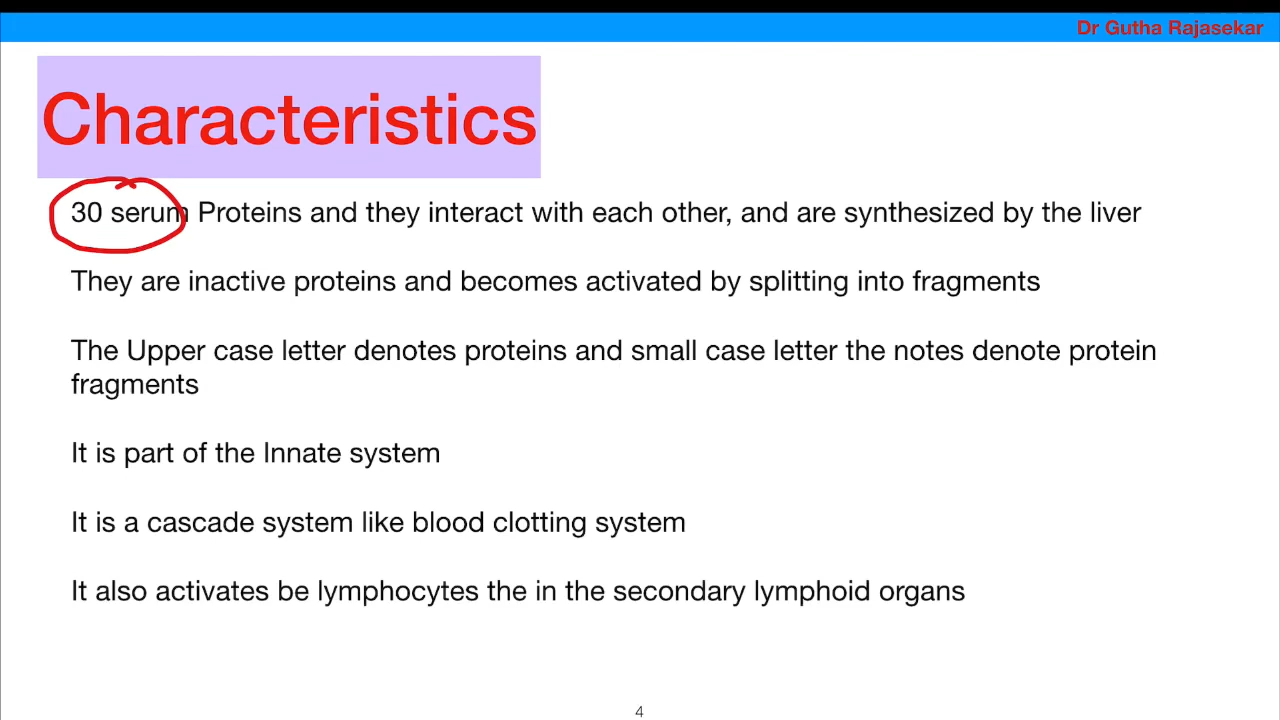 Dr Gutha Rajasekar
Characteristics
30 serum Proteins and they interact with each other, and are synthesized by the liver
They are inactive proteins and becomes activated by splitting into fragments
The Upper case letter denotes proteins and small case letter the notes denote protein
fragments
It is part of the Innate system
It is a cascade system like blood clotting system
It also activates be lymphocytes the in the secondary lymphoid organs
4